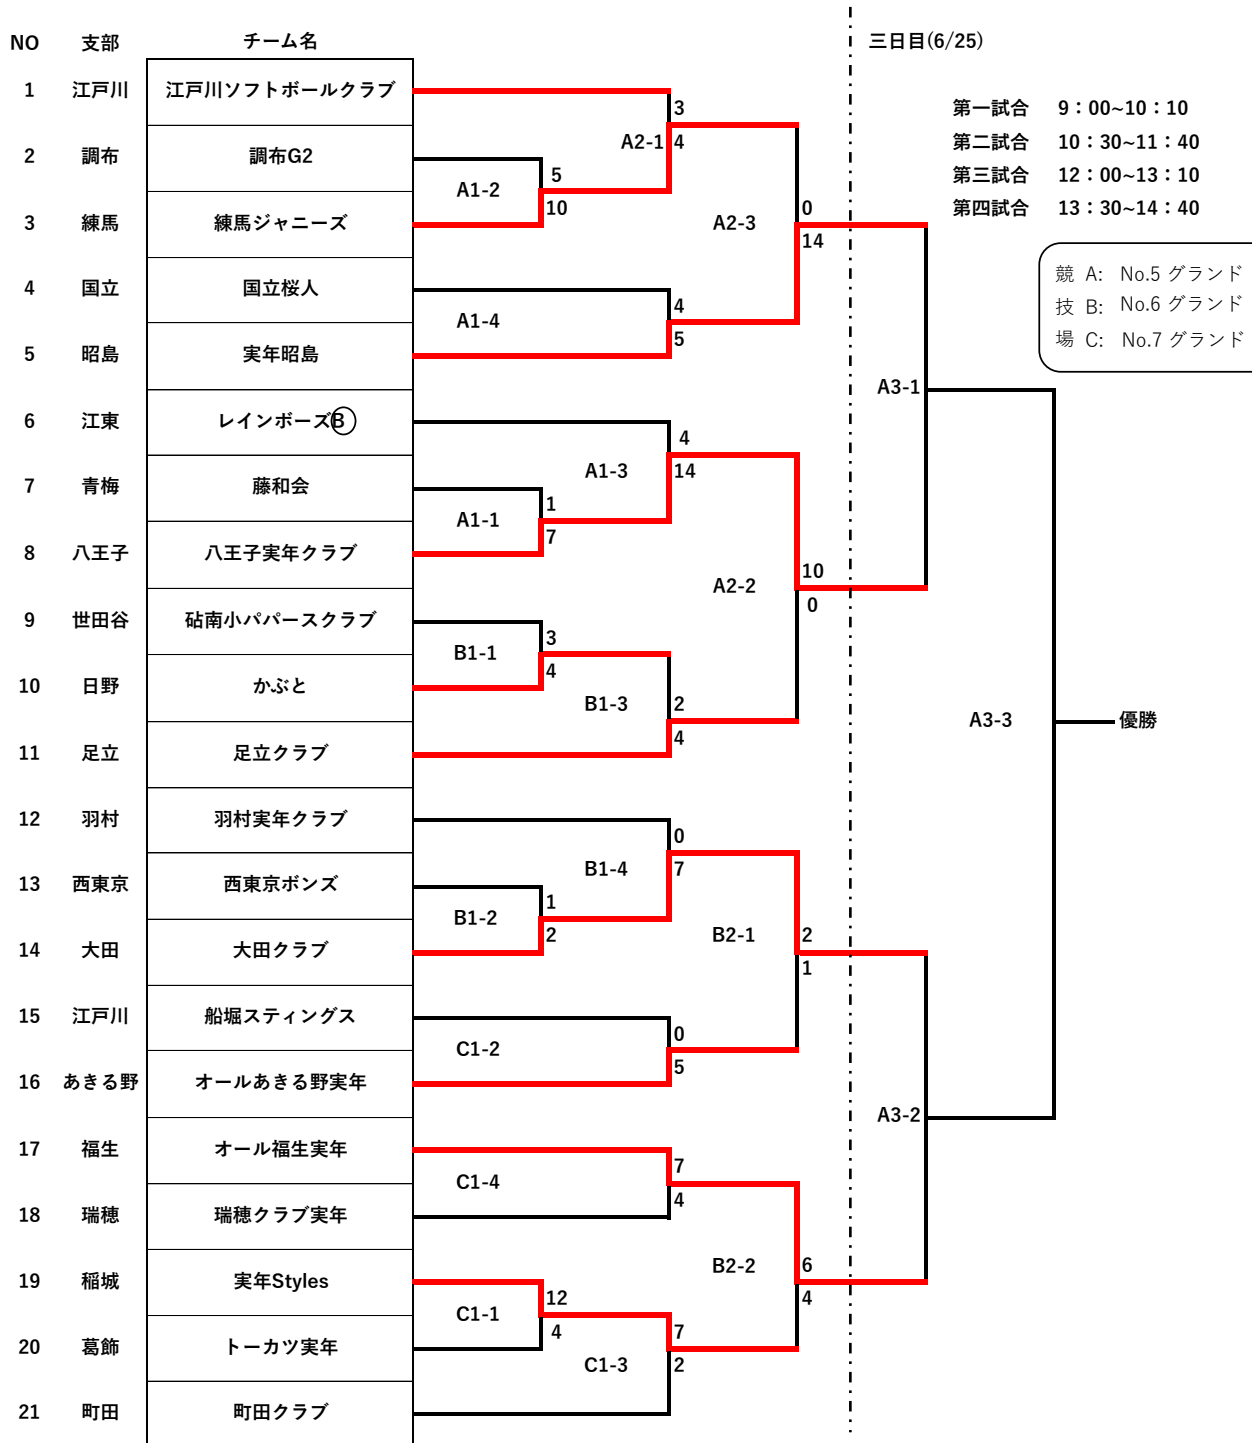 NO 支部 チーム名 三日目(6/25)
1 江戸川 江戸川ソフトボールクラブ
3
第一試合 9：00~10：10
A2-1 4
第二試合 10：30~11：40
2 調布 調布G2
5
第三試合 12：00~13：10
A1-2
10
0
第四試合 13：30~14：40
3 練馬 練馬ジャニーズ
A2-3
14
競 A: No.5 グランド
4 国立 国立桜人
4
技 B: No.6 グランド
A1-4
5
場 C: No.7 グランド
5 昭島 実年昭島
A3-1
6 江東 レインボーズB
4
A1-3
14
7 青梅 藤和会
1
A1-1
7
8 八王子 八王子実年クラブ
10
A2-2
0
9 世田谷 砧南小パパースクラブ
3
B1-1
4
10 日野 かぶと
B1-3
2
A3-3
優勝
4
11 足立 足立クラブ
12 羽村 羽村実年クラブ
0
B1-4
7
13 西東京 西東京ボンズ
1
B1-2
2
B2-1
2
14 大田 大田クラブ
1
15 江戸川 船堀スティングス
0
C1-2
5
16 あきる野 オールあきる野実年
A3-2
17 福生 オール福生実年
7
C1-4
4
18 瑞穂 瑞穂クラブ実年
B2-2
6
19 稲城 実年Styles
12
4
C1-1
4
7
20 葛飾 トーカツ実年
C1-3
2
21 町田 町田クラブ